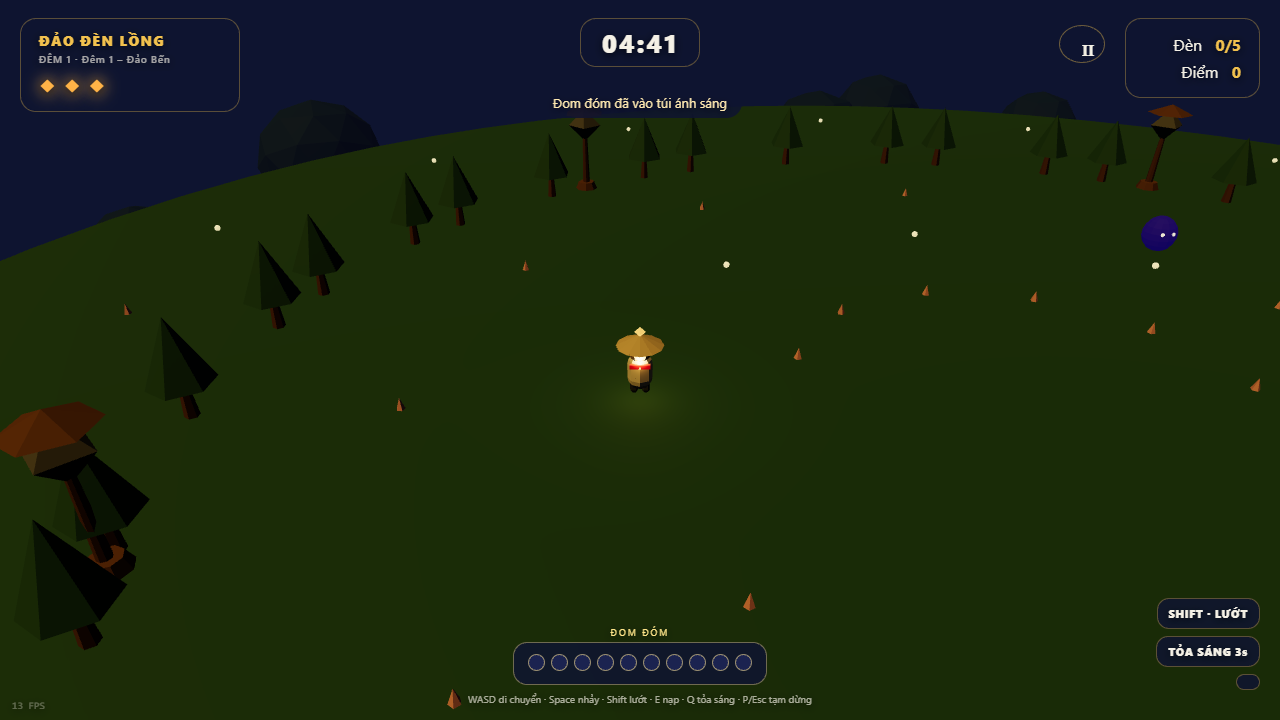 ĐẢO ĐÈN LỒNG
ĐÊM 1 · Đêm 1 — Đảo Bến
04:41
II
Đèn 0/5
Điểm 0
Đom đóm đã vào túi ánh sáng
SHIFT · LƯỚT
TỎA SÁNG 3s
ĐOM ĐÓM
WASD di chuyển · Space nhảy · Shift lướt · E nạp · Q tỏa sáng · P/Esc tạm dừng
13 FPS